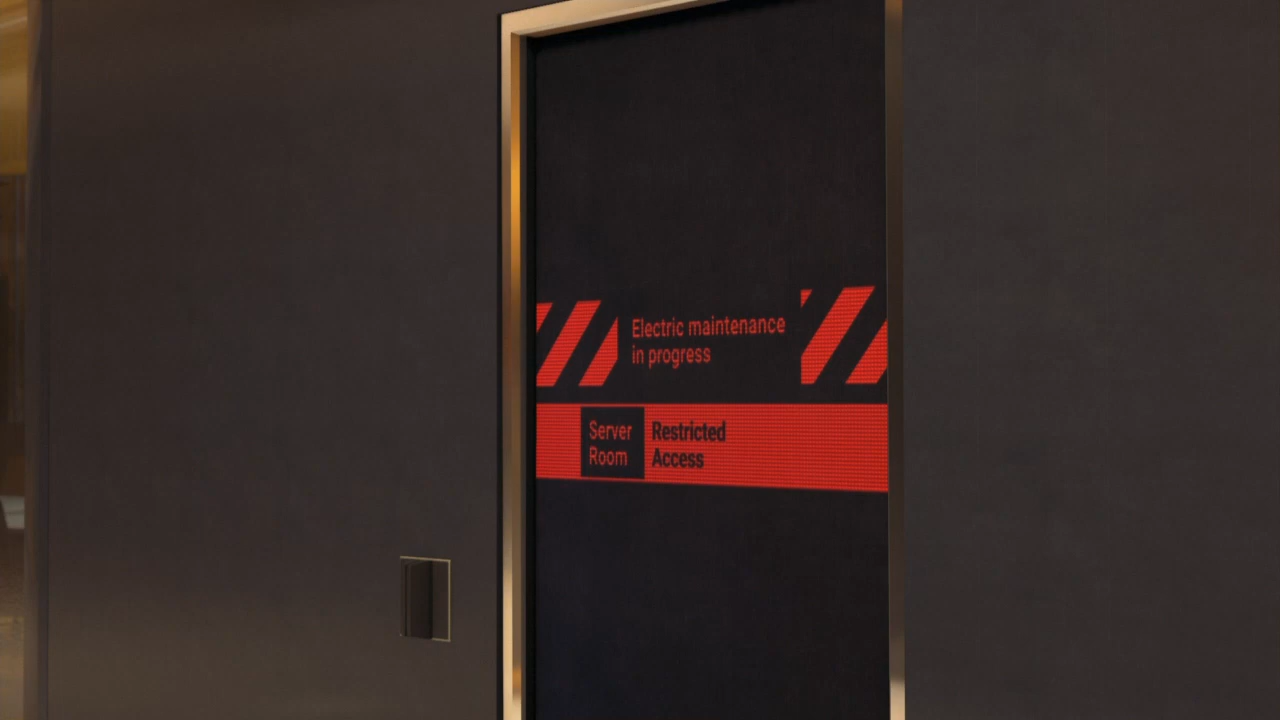 Electric maintenance
in progress
Server
Room
Restricted
Access